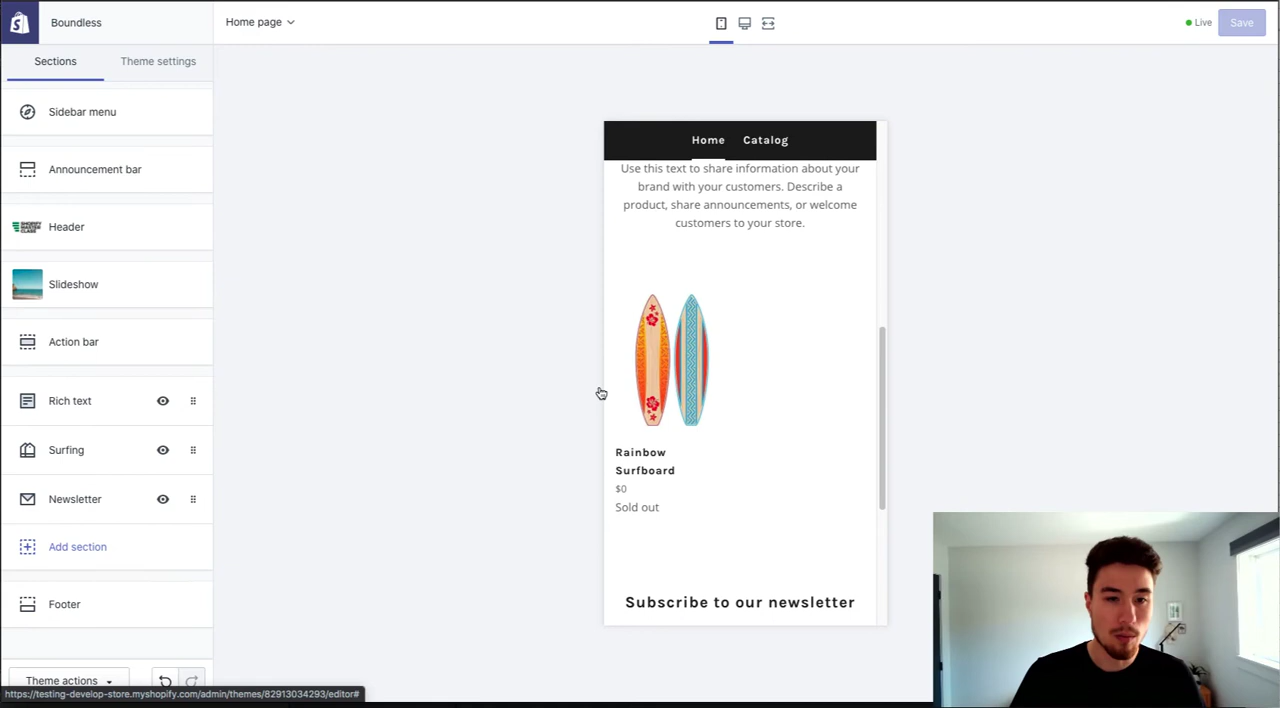 Boundless
Home page
Live
Save
Sections
Theme settings
Sidebar menu
Announcement bar
SHOPIFY MASTER CLASS
Header
Slideshow
Action bar
Rich text
Surfing
Newsletter
Add section
Footer
Theme actions
https://testing-develop-store.myshopify.com/admin/themes/82913034293/editor#
Home
Catalog
Use this text to share information about your
brand with your customers. Describe a
product, share announcements, or welcome
customers to your store.
Rainbow
Surfboard
$0
Sold out
Subscribe to our newsletter